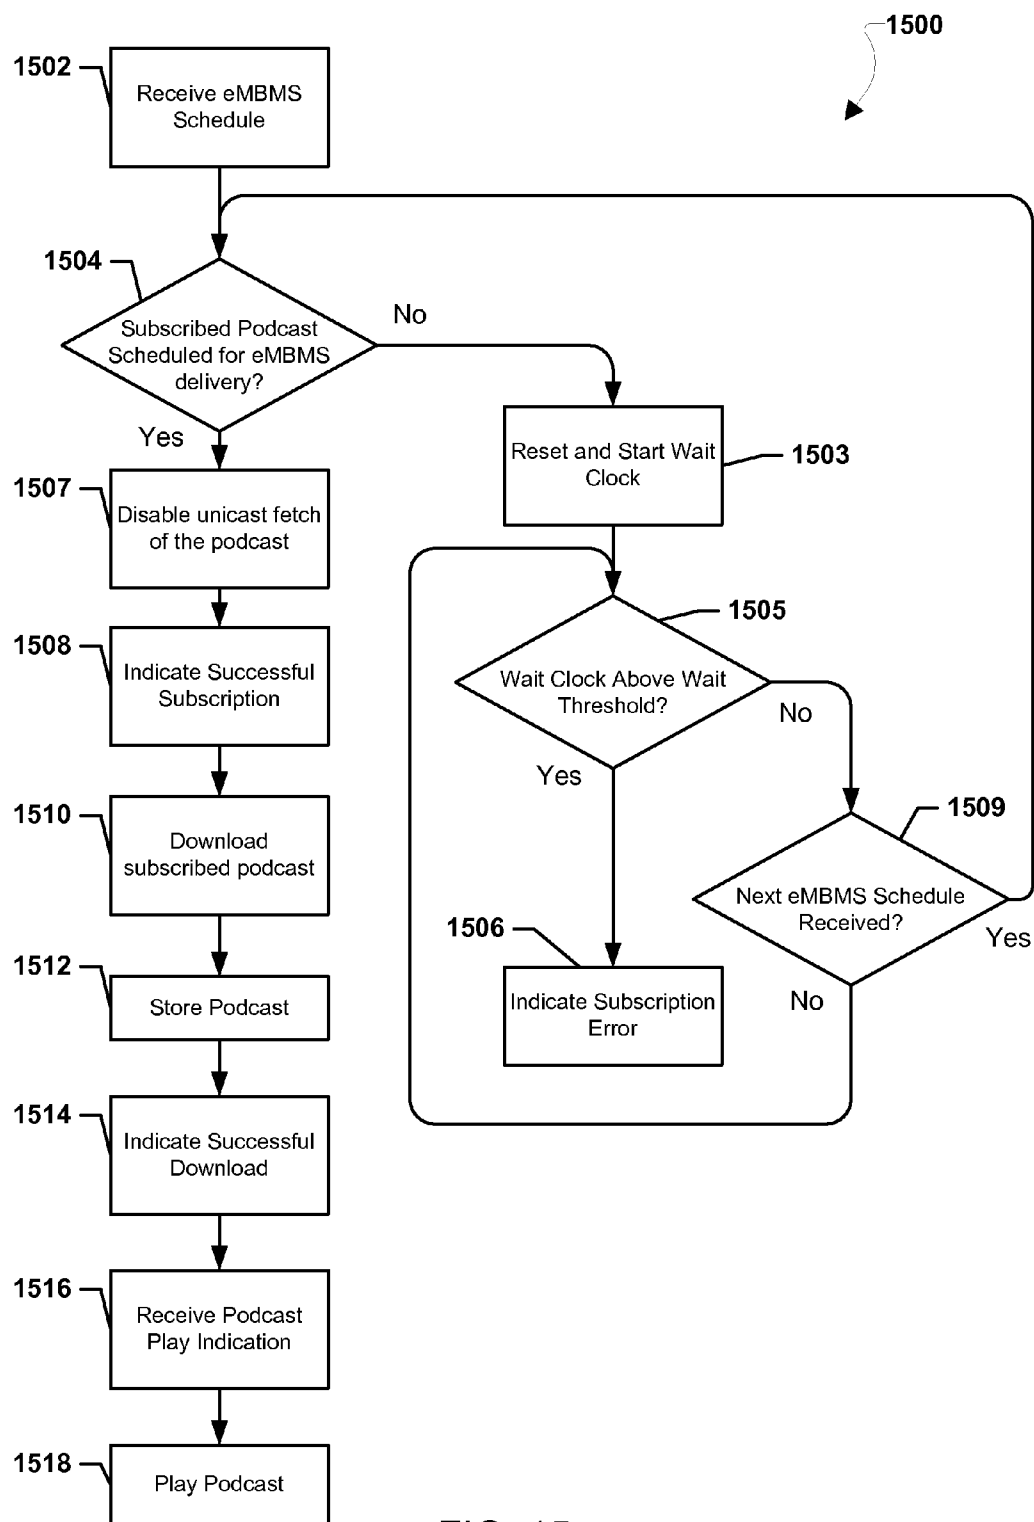 1500
1502
Receive eMBMS
Schedule
1504
Subscribed Podcast
Scheduled for eMBMS
delivery?
No
Yes
1503
Reset and Start Wait
Clock
1507
Disable unicast fetch
of the podcast
1505
Wait Clock Above Wait
Threshold?
No
Yes
1508
Indicate Successful
Subscription
1509
Next eMBMS Schedule
Received?
Yes
No
1510
Download
subscribed podcast
1506
Indicate Subscription
Error
1512
Store Podcast
1514
Indicate Successful
Download
1516
Receive Podcast
Play Indication
1518
Play Podcast